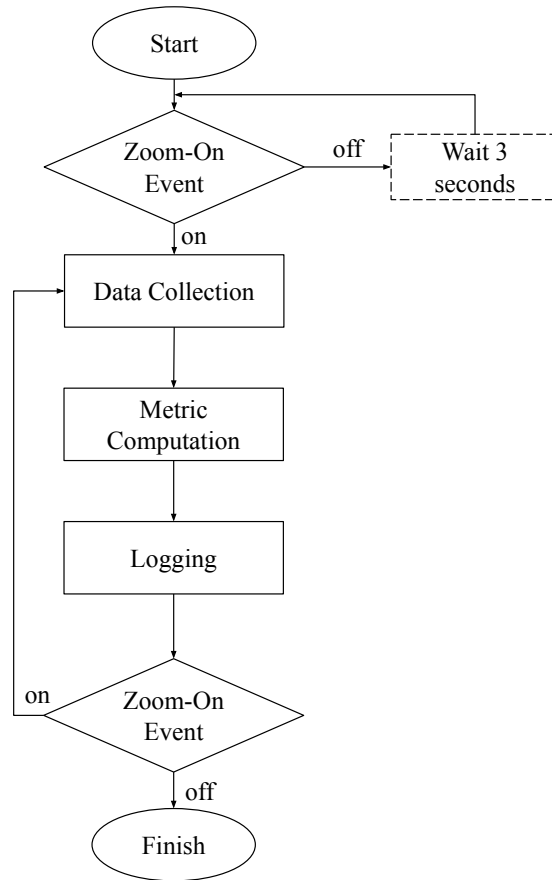 Start
Zoom-On
Event
off
Wait 3
seconds
on
Data Collection
Metric
Computation
Logging
on
Zoom-On
Event
off
Finish